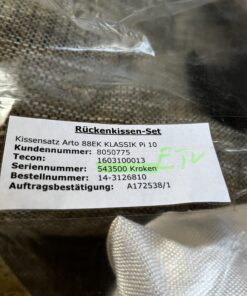 Rückenkissen-Set
Kissensatz Arto 88EK KLASSIK Pi 10
Kundennummer: 8050775
Tecon: 1603100013
Seriennummer: 543500 Kroken
Bestellnummer: 14-3126810
Auftragsbestätigung: A172538/1